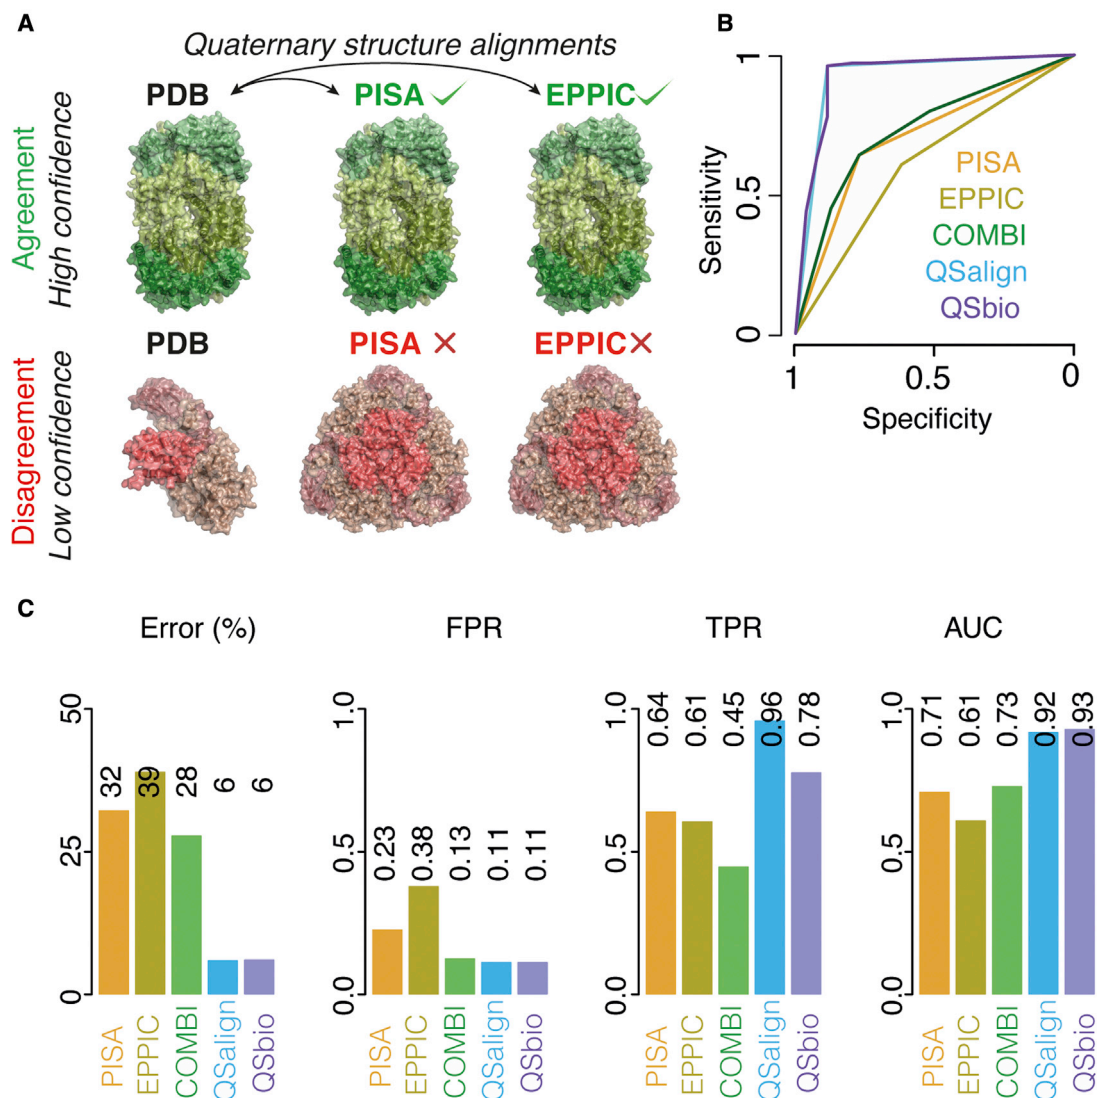 A
Quaternary structure alignments
PDB
PISA
EPPIC
Agreement
High confidence
PDB
PISA
EPPIC
Disagreement
Low confidence
B
Sensitivity
1
0.5
0
1
0.5
0
Specificity
PISA
EPPIC
COMBI
QSalign
QSbio
C
Error (%)
50
25
0
32
39
28
6
6
PISA
EPPIC
COMBI
QSalign
QSbio
FPR
1.0
0.5
0.0
0.23
0.38
0.13
0.11
0.11
PISA
EPPIC
COMBI
QSalign
QSbio
TPR
1.0
0.5
0.0
0.64
0.61
0.45
0.96
0.78
PISA
EPPIC
COMBI
QSalign
QSbio
AUC
1.0
0.5
0.0
0.71
0.61
0.73
0.92
0.93
PISA
EPPIC
COMBI
QSalign
QSbio